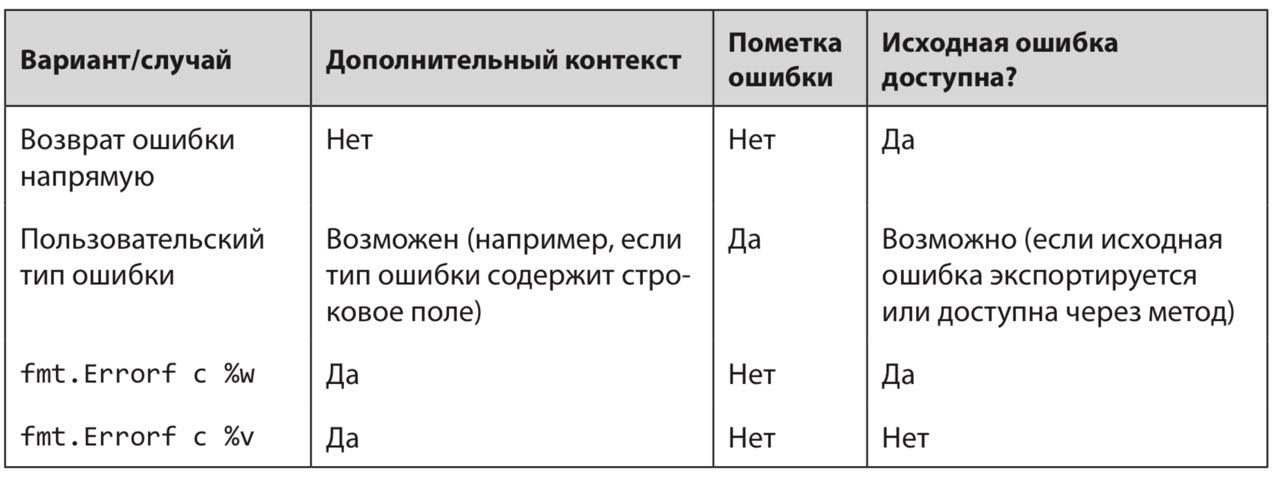 Вариант/случай
Дополнительный контекст
Пометка
ошибки
Исходная ошибка
доступна?
Возврат ошибки
напрямую
Нет
Нет
Да
Пользовательский
тип ошибки
Возможен (например, если
тип ошибки содержит стро-
ковое поле)
Да
Возможно (если исходная
ошибка экспортируется
или доступна через метод)
fmt.Errorf с %w
Да
Нет
Да
fmt.Errorf с %v
Да
Нет
Нет